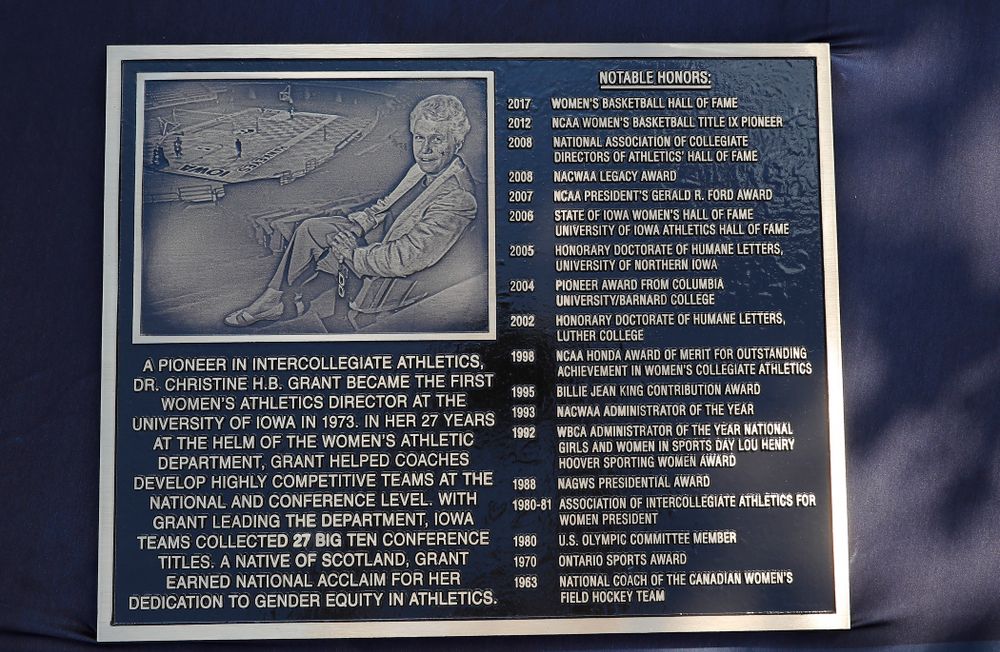 IOWA
A PIONEER IN INTERCOLLEGIATE ATHLETICS,
DR. CHRISTINE H.B. GRANT BECAME THE FIRST
WOMEN'S ATHLETICS DIRECTOR AT THE
UNIVERSITY OF IOWA IN 1973. IN HER 27 YEARS
AT THE HELM OF THE WOMEN'S ATHLETIC
DEPARTMENT, GRANT HELPED COACHES
DEVELOP HIGHLY COMPETITIVE TEAMS AT THE
NATIONAL AND CONFERENCE LEVEL. WITH
GRANT LEADING THE DEPARTMENT, IOWA
TEAMS COLLECTED 27 BIG TEN CONFERENCE
TITLES. A NATIVE OF SCOTLAND, GRANT
EARNED NATIONAL ACCLAIM FOR HER
DEDICATION TO GENDER EQUITY IN ATHLETICS.
NOTABLE HONORS:
2017 WOMEN'S BASKETBALL HALL OF FAME
2012 NCAA WOMEN'S BASKETBALL TITLE IX PIONEER
2008 NATIONAL ASSOCIATION OF COLLEGIATE
DIRECTORS OF ATHLETICS' HALL OF FAME
2008 NACWAA LEGACY AWARD
2007 NCAA PRESIDENT'S GERALD R. FORD AWARD
2006 STATE OF IOWA WOMEN'S HALL OF FAME
UNIVERSITY OF IOWA ATHLETICS HALL OF FAME
2005 HONORARY DOCTORATE OF HUMANE LETTERS,
UNIVERSITY OF NORTHERN IOWA
2004 PIONEER AWARD FROM COLUMBIA
UNIVERSITY/BARNARD COLLEGE
2002 HONORARY DOCTORATE OF HUMANE LETTERS,
LUTHER COLLEGE
1998 NCAA HONDA AWARD OF MERIT FOR OUTSTANDING
ACHIEVEMENT IN WOMEN'S COLLEGIATE ATHLETICS
1995 BILLIE JEAN KING CONTRIBUTION AWARD
1993 NACWAA ADMINISTRATOR OF THE YEAR
1992 WBCA ADMINISTRATOR OF THE YEAR NATIONAL
GIRLS AND WOMEN IN SPORTS DAY LOU HENRY
HOOVER SPORTING WOMEN AWARD
1988 NAGWS PRESIDENTIAL AWARD
1980-81 ASSOCIATION OF INTERCOLLEGIATE ATHLETICS FOR
WOMEN PRESIDENT
1980 U.S. OLYMPIC COMMITTEE MEMBER
1970 ONTARIO SPORTS AWARD
1963 NATIONAL COACH OF THE CANADIAN WOMEN'S
FIELD HOCKEY TEAM